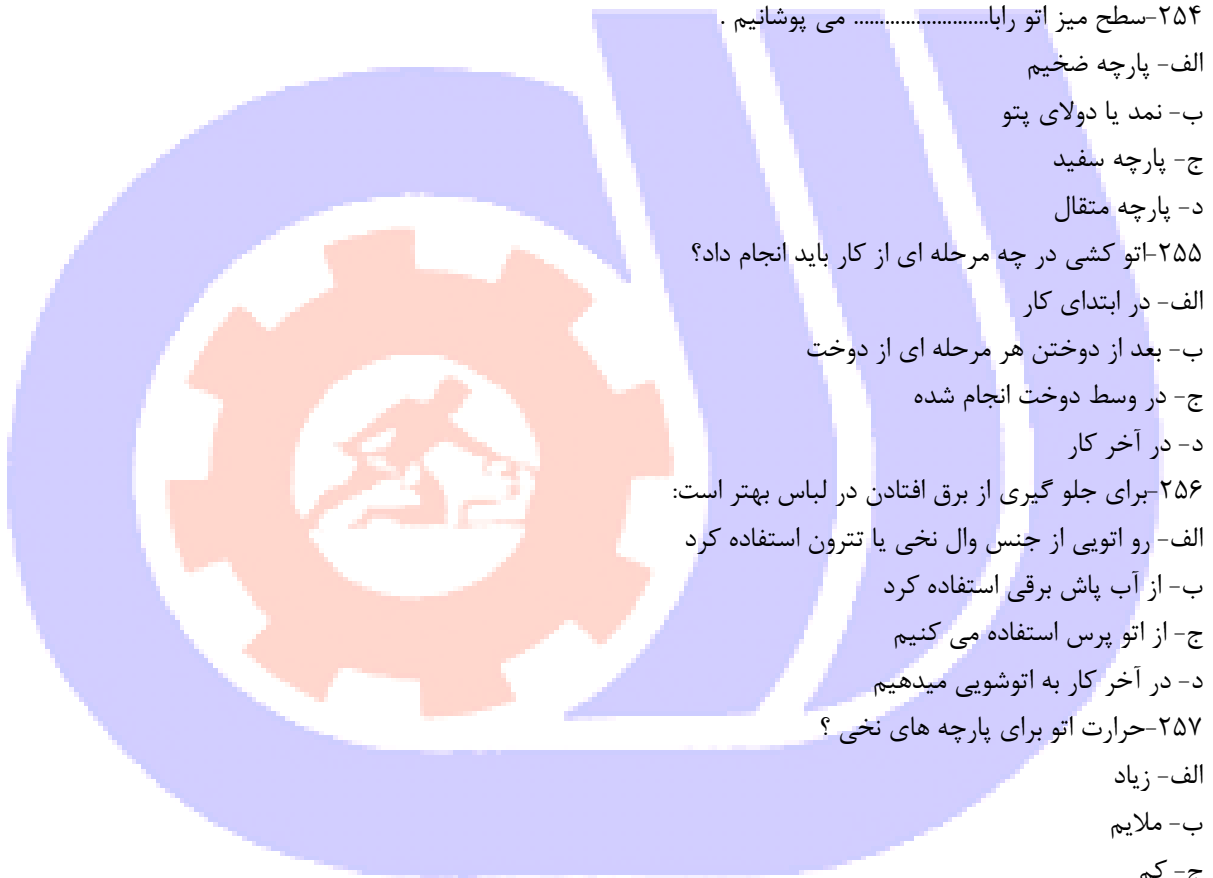 ۲۵۴-سطح میز اتو رابا.......................... می پوشانیم .
الف- پارچه ضخیم
ب- نمد یا دولای پتو
ج- پارچه سفید
د- پارچه متقال
۲۵۵-اتو کشی در چه مرحله ای از کار باید انجام داد؟
الف- در ابتدای کار
ب- بعد از دوختن هر مرحله ای از دوخت
ج- در وسط دوخت انجام شده
د- در آخر کار
۲۵۶-برای جلو گیری از برق افتادن در لباس بهتر است:
الف- رو اتویی از جنس وال نخی یا تترون استفاده کرد
ب- از آب پاش برقی استفاده کرد
ج- از اتو پرس استفاده می کنیم
د- در آخر کار به اتوشویی میدهیم
۲۵۷-حرارت اتو برای پارچه های نخی ؟
الف- زیاد
ب- ملایم
ج- کم